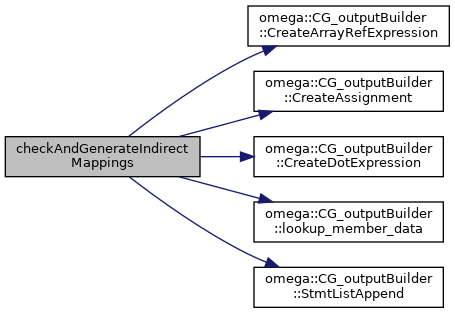 checkAndGenerateIndirect
Mappings
omega::CG_outputBuilder
::CreateArrayRefExpression
omega::CG_outputBuilder
::CreateAssignment
omega::CG_outputBuilder
::CreateDotExpression
omega::CG_outputBuilder
::lookup_member_data
omega::CG_outputBuilder
::StmtListAppend